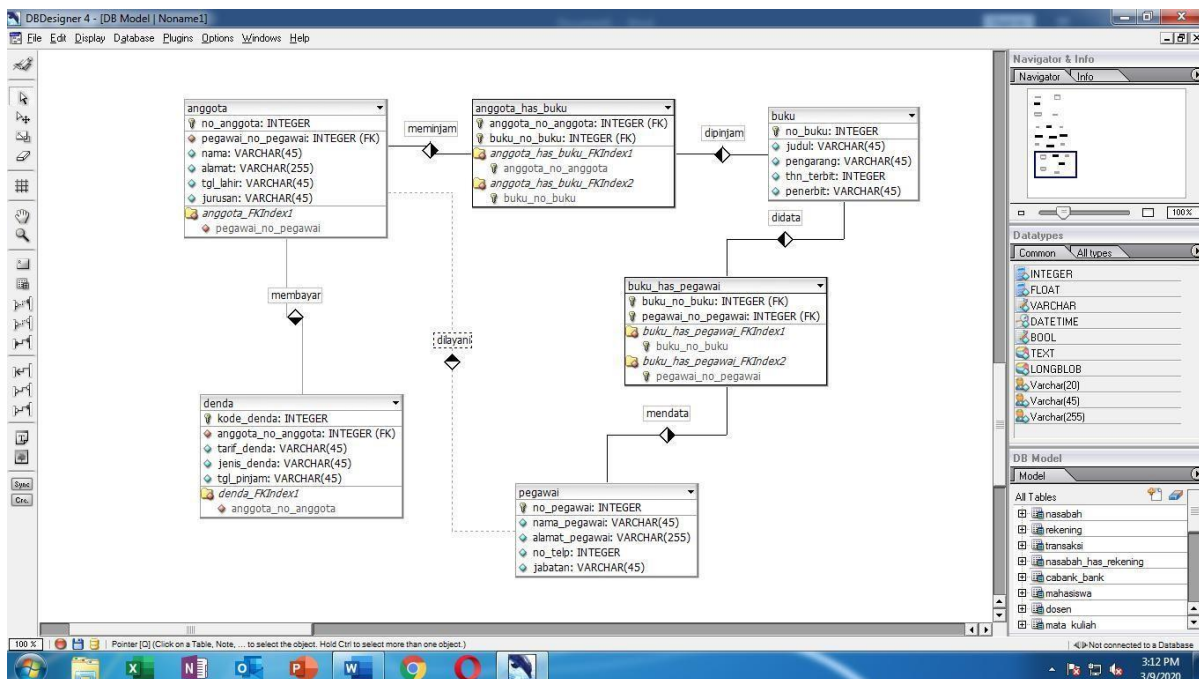 DBDesigner 4 - [DB Model | Noname1]
File Edit Display Database Plugins Options Windows Help
anggota
no_anggota: INTEGER
pegawai_no_pegawai: INTEGER (FK)
nama: VARCHAR(45)
alamat: VARCHAR(255)
tgl_lahir: VARCHAR(45)
jurusan: VARCHAR(45)
anggota_FKIndex1
pegawai_no_pegawai
meminjam
anggota_has_buku
anggota_no_anggota: INTEGER (FK)
buku_no_buku: INTEGER (FK)
anggota_has_buku_FKIndex1
anggota_no_anggota
anggota_has_buku_FKIndex2
buku_no_buku
dipinjam
buku
no_buku: INTEGER
judul: VARCHAR(45)
pengarang: VARCHAR(45)
thn_terbit: INTEGER
penerbit: VARCHAR(45)
didata
buku_has_pegawai
buku_no_buku: INTEGER (FK)
pegawai_no_pegawai: INTEGER (FK)
buku_has_pegawai_FKIndex1
buku_no_buku
buku_has_pegawai_FKIndex2
pegawai_no_pegawai
membayar
dilayani
mendata
denda
kode_denda: INTEGER
anggota_no_anggota: INTEGER (FK)
tarif_denda: VARCHAR(45)
jenis_denda: VARCHAR(45)
tgl_pinjam: VARCHAR(45)
denda_FKIndex1
anggota_no_anggota
pegawai
no_pegawai: INTEGER
nama_pegawai: VARCHAR(45)
alamat_pegawai: VARCHAR(255)
no_telp: INTEGER
jabatan: VARCHAR(45)
Navigator & Info
Navigator Info
100%
Datatypes
Common All types
INTEGER
FLOAT
VARCHAR
DATETIME
BOOL
TEXT
LONGBLOB
Varchar(20)
Varchar(45)
Varchar(255)
DB Model
Model
All Tables
nasabah
rekening
transaksi
nasabah_has_rekening
cabank_bank
mahasiswa
dosen
mata_kuliah
Sync
100 %
Pointer [Q] (Click on a Table, Note, ... to select the object. Hold Ctrl to select more than one object.)
Not connected to a Database
3:12 PM
3/9/2020